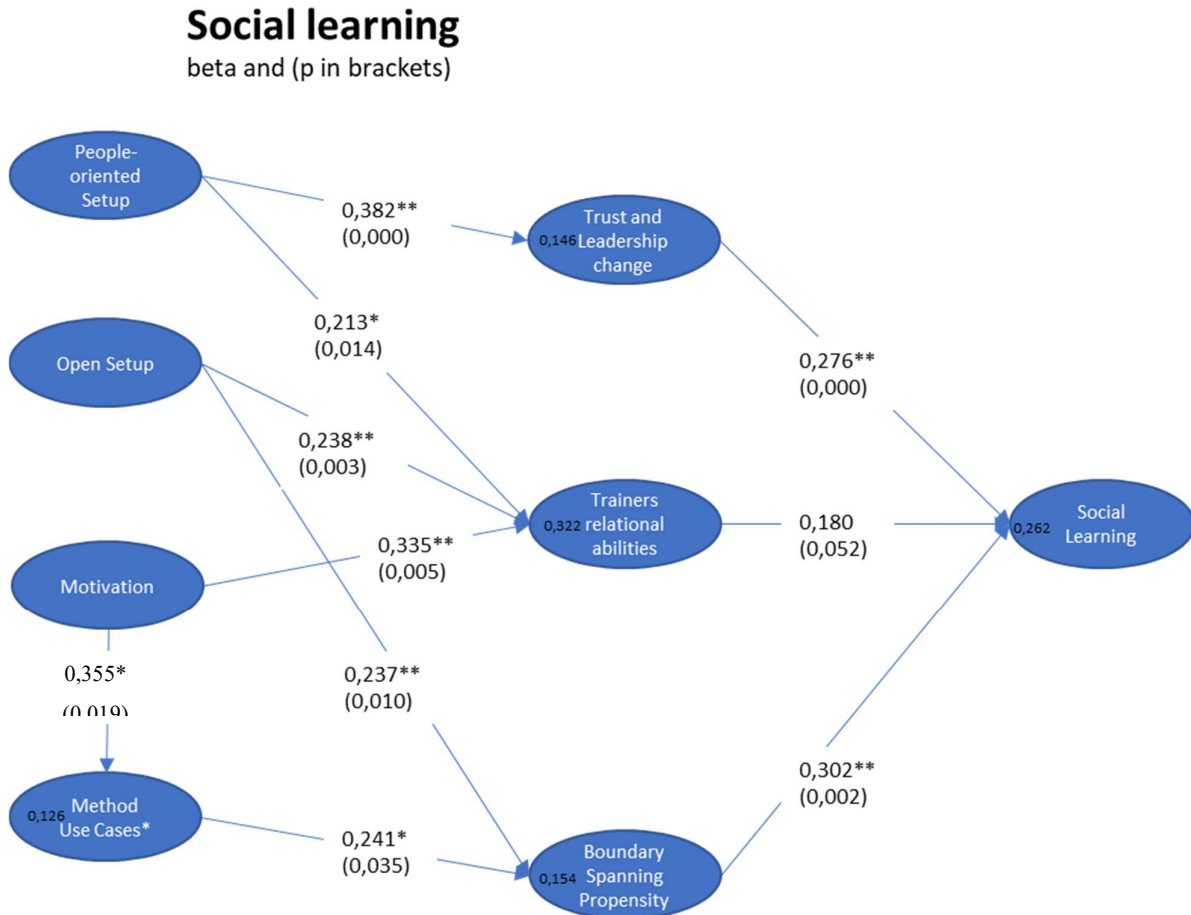 Social learning
beta and (p in brackets)
People-
oriented
Setup
0,382**
(0,000)
0,146
Trust and
Leadership
change
0,213*
(0,014)
Open Setup
0,276**
(0,000)
0,238**
(0,003)
0,322
Trainers
relational
abilities
0,180
(0,052)
0,262
Social
Learning
0,335**
(0,005)
Motivation
0,355*
(0,019)
0,237**
(0,010)
0,302**
(0,002)
0,126
Method
Use Cases*
0,241*
(0,035)
0,154
Boundary
Spanning
Propensity